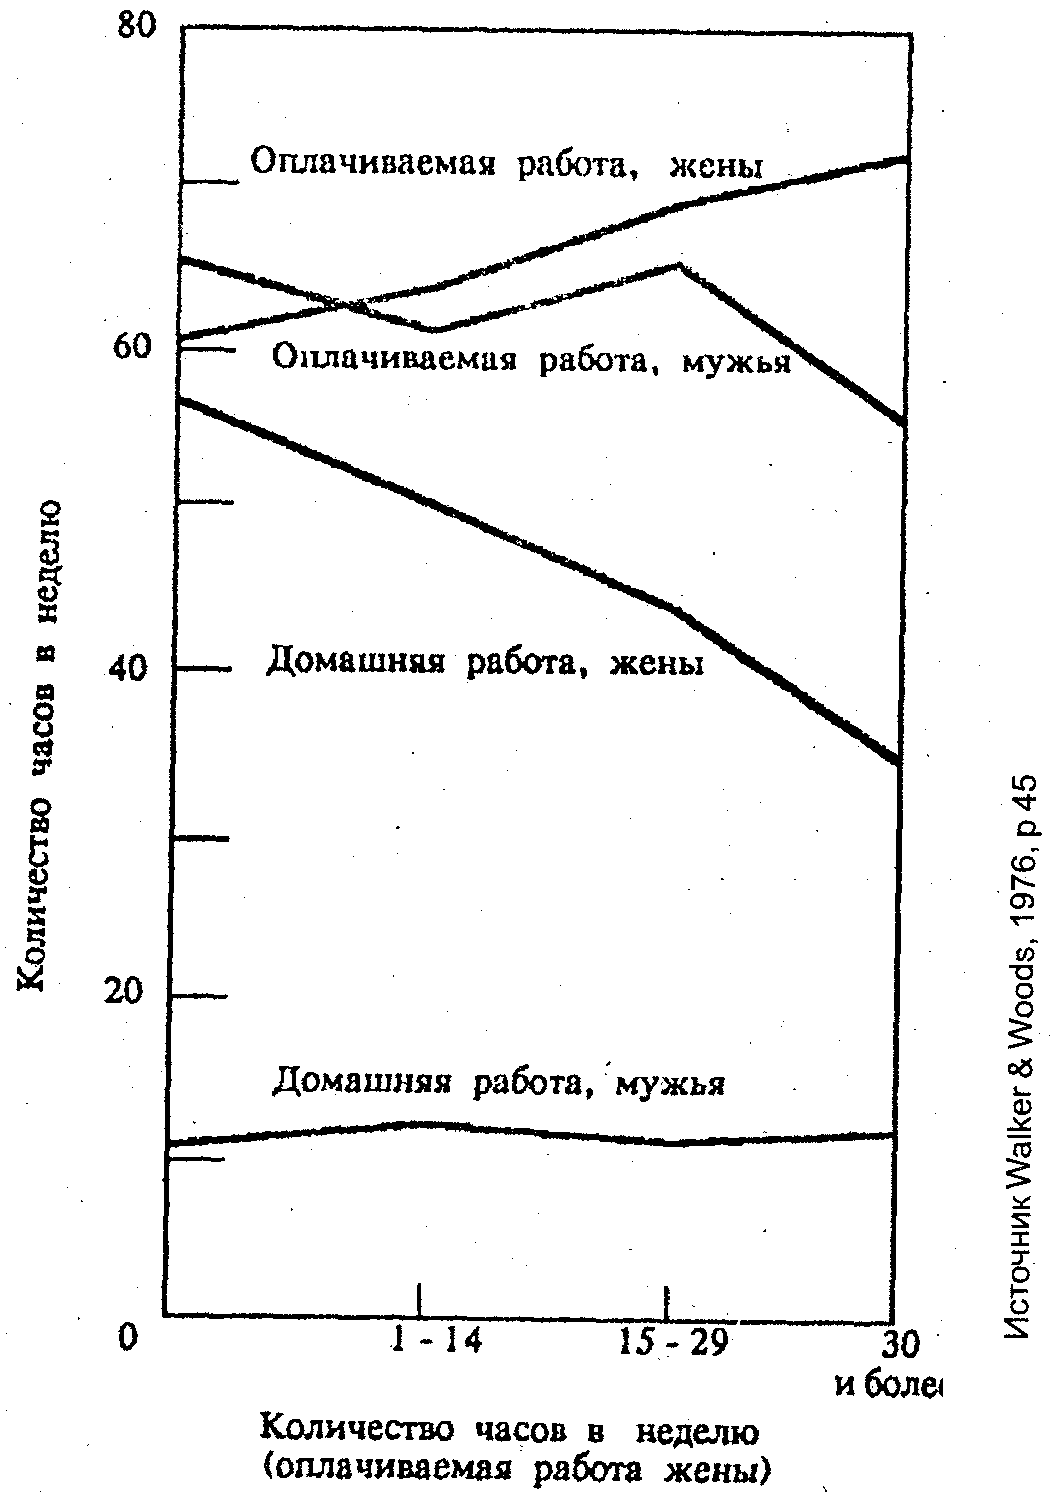 80
Оплачиваемая работа, жены
60
Оплачиваемая работа, мужья
Количество часов в неделю
40
Домашняя работа, жены
20
Домашняя работа, мужья
0
1 - 14
15 - 29
30
и более
Количество часов в неделю
(оплачиваемая работа жены)
Источник Walker & Woods, 1976, p 45